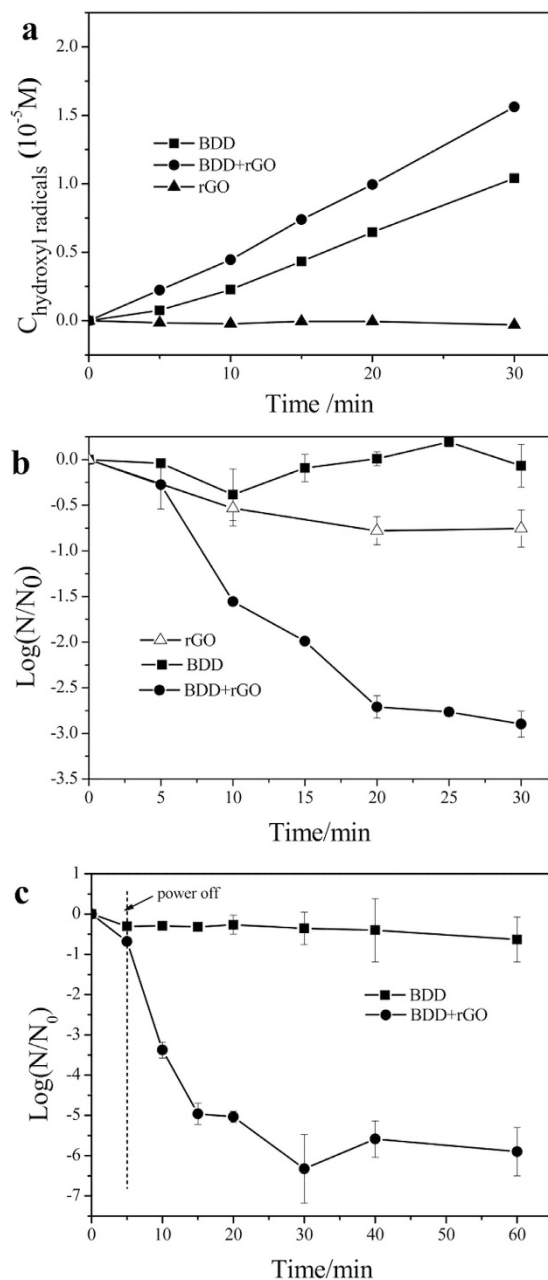 a
C hydroxyl radicals (10⁻⁵M)
2.0
1.5
1.0
0.5
0.0
BDD
BDD+rGO
rGO
0 10 20 30
Time /min
b
Log(N/N0)
0.0
-0.5
-1.0
-1.5
-2.0
-2.5
-3.0
-3.5
rGO
BDD
BDD+rGO
0 5 10 15 20 25 30
Time/min
c
Log(N/N₀)
1
0
-1
-2
-3
-4
-5
-6
-7
power off
BDD
BDD+rGO
0 10 20 30 40 50 60
Time/min